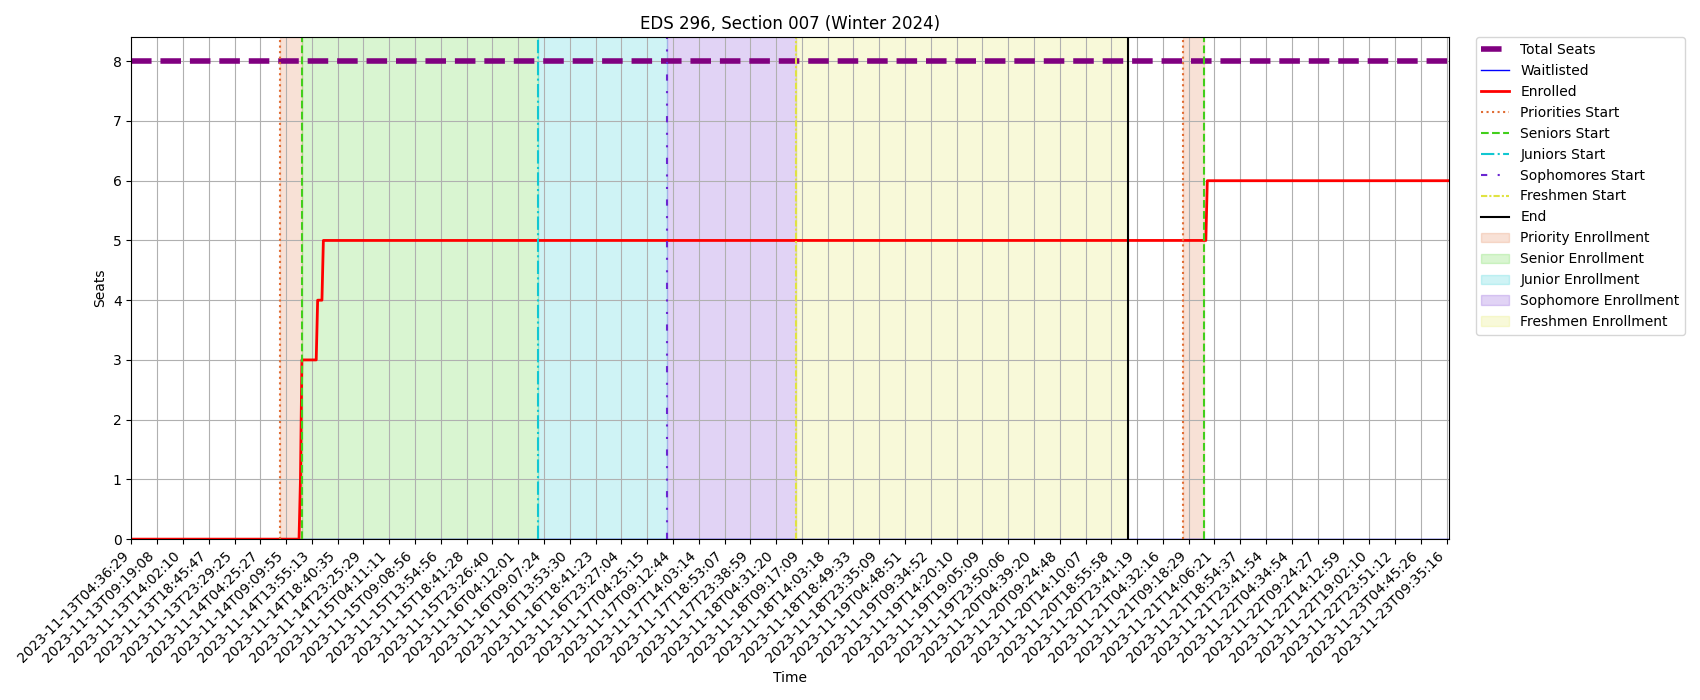 EDS 296, Section 007 (Winter 2024)
Seats
8
7
6
5
4
3
2
1
0
2023-11-13T04:36:29
2023-11-13T09:19:08
2023-11-13T14:02:10
2023-11-13T18:45:47
2023-11-13T23:29:25
2023-11-14T04:25:27
2023-11-14T09:09:55
2023-11-14T13:55:13
2023-11-14T18:40:35
2023-11-14T23:25:29
2023-11-15T04:11:11
2023-11-15T09:08:56
2023-11-15T13:54:56
2023-11-15T18:41:28
2023-11-15T23:26:40
2023-11-16T04:12:01
2023-11-16T09:07:24
2023-11-16T13:53:30
2023-11-16T18:41:23
2023-11-16T23:27:04
2023-11-17T04:25:15
2023-11-17T09:12:44
2023-11-17T14:03:14
2023-11-17T18:53:07
2023-11-17T23:38:59
2023-11-18T04:31:20
2023-11-18T09:17:09
2023-11-18T14:03:18
2023-11-18T18:49:33
2023-11-18T23:35:09
2023-11-19T04:48:51
2023-11-19T09:34:52
2023-11-19T14:20:10
2023-11-19T19:05:09
2023-11-19T23:50:06
2023-11-20T04:39:20
2023-11-20T09:24:48
2023-11-20T14:10:07
2023-11-20T18:55:58
2023-11-20T23:41:19
2023-11-21T04:32:16
2023-11-21T09:18:29
2023-11-21T14:06:21
2023-11-21T18:54:37
2023-11-21T23:41:54
2023-11-22T04:34:54
2023-11-22T09:24:27
2023-11-22T14:12:59
2023-11-22T19:02:10
2023-11-22T23:51:12
2023-11-23T04:45:26
2023-11-23T09:35:16
Time
Total Seats
Waitlisted
Enrolled
Priorities Start
Seniors Start
Juniors Start
Sophomores Start
Freshmen Start
End
Priority Enrollment
Senior Enrollment
Junior Enrollment
Sophomore Enrollment
Freshmen Enrollment